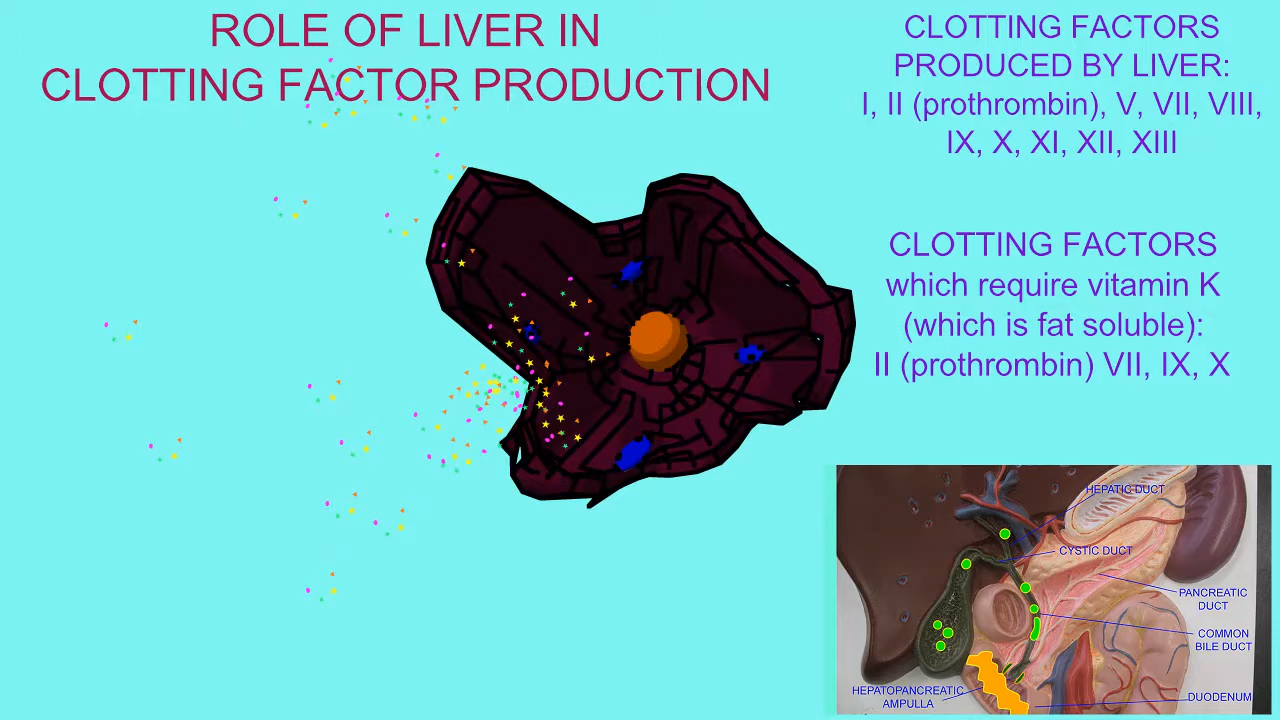 ROLE OF LIVER IN
CLOTTING FACTOR PRODUCTION
CLOTTING FACTORS
PRODUCED BY LIVER:
I, II (prothrombin), V, VII, VIII,
IX, X, XI, XII, XIII
CLOTTING FACTORS
which require vitamin K
(which is fat soluble):
II (prothrombin) VII, IX, X
HEPATIC DUCT
CYSTIC DUCT
PANCREATIC
DUCT
COMMON
BILE DUCT
HEPATOPANCREATIC
AMPULLA
DUODENUM